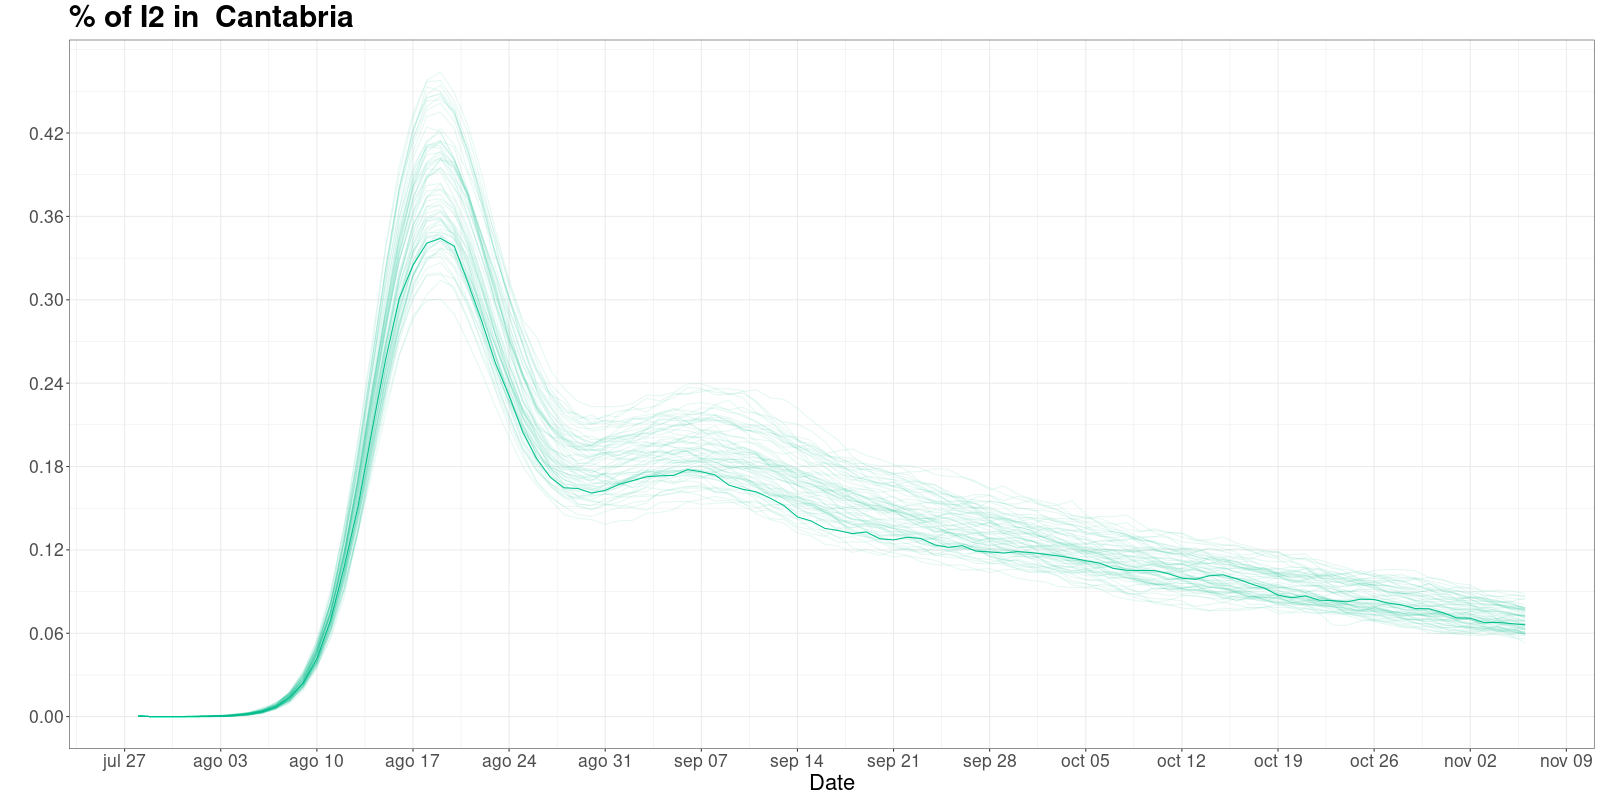 % of I2 in  Cantabria
0.42
0.36
0.30
0.24
0.18
0.12
0.06
0.00
jul 27 ago 03 ago 10 ago 17 ago 24 ago 31 sep 07 sep 14 sep 21 sep 28 oct 05 oct 12 oct 19 oct 26 nov 02 nov 09
Date